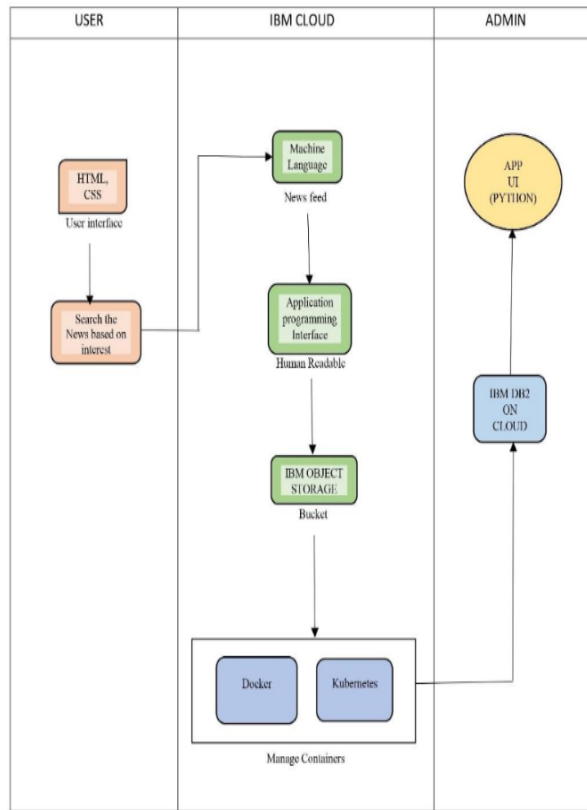 USER
IBM CLOUD
ADMIN
HTML,
CSS
User interface
Search the
News based on
interest
Machine
Language
News feed
Application
programming
Interface
Human Readable
IBM OBJECT
STORAGE
Bucket
Docker
Kubernetes
Manage Containers
APP
UI
(PYTHON)
IBM DB2
ON
CLOUD